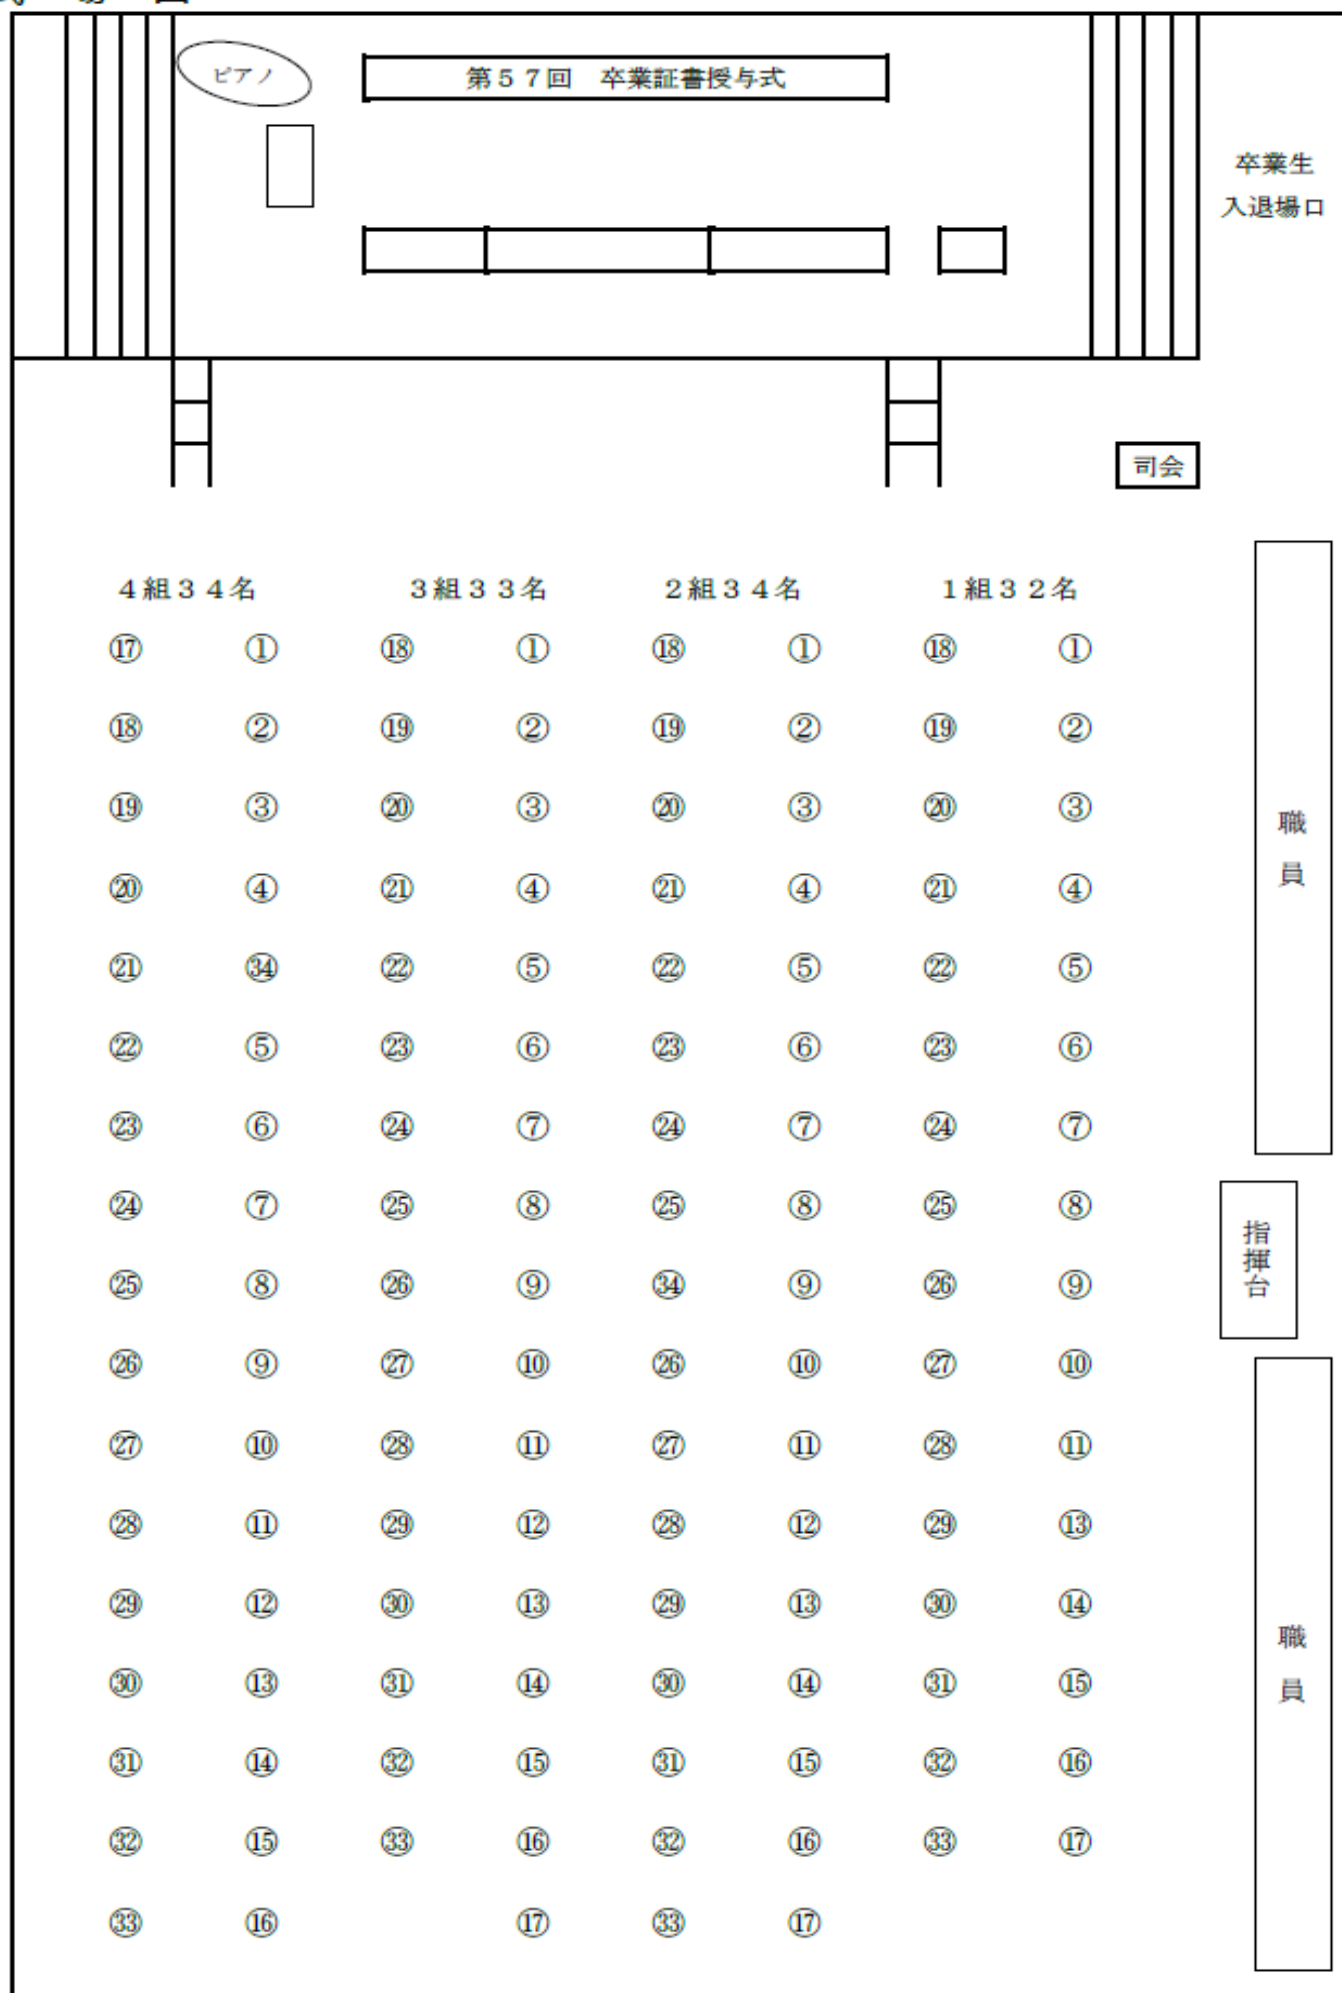 ピアノ
第５７回　卒業証書授与式
卒業生
入退場口
司会
４組３４名　３組３３名　２組３４名　１組３２名
⑰ ① ⑱ ① ⑱ ① ⑱ ①
⑱ ② ⑲ ② ⑲ ② ⑲ ②
⑲ ③ ⑳ ③ ⑳ ③ ⑳ ③
⑳ ④ ㉑ ④ ㉑ ④ ㉑ ④
㉑ ㉞ ㉒ ⑤ ㉒ ⑤ ㉒ ⑤
㉒ ⑤ ㉓ ⑥ ㉓ ⑥ ㉓ ⑥
㉓ ⑥ ㉔ ⑦ ㉔ ⑦ ㉔ ⑦
㉔ ⑦ ㉕ ⑧ ㉕ ⑧ ㉕ ⑧
㉕ ⑧ ㉖ ⑨ ㉞ ⑨ ㉖ ⑨
㉖ ⑨ ㉗ ⑩ ㉖ ⑩ ㉗ ⑩
㉗ ⑩ ㉘ ⑪ ㉗ ⑪ ㉘ ⑪
㉘ ⑪ ㉙ ⑫ ㉘ ⑫ ㉙ ⑬
㉙ ⑫ ㉚ ⑬ ㉙ ⑬ ㉚ ⑭
㉚ ⑬ ㉛ ⑭ ㉚ ⑭ ㉛ ⑮
㉛ ⑭ ㉜ ⑮ ㉛ ⑮ ㉜ ⑯
㉜ ⑮ ㉝ ⑯ ㉜ ⑯ ㉝ ⑰
㉝ ⑯ ⑰ ㉝ ⑰
職員
指揮台
職員